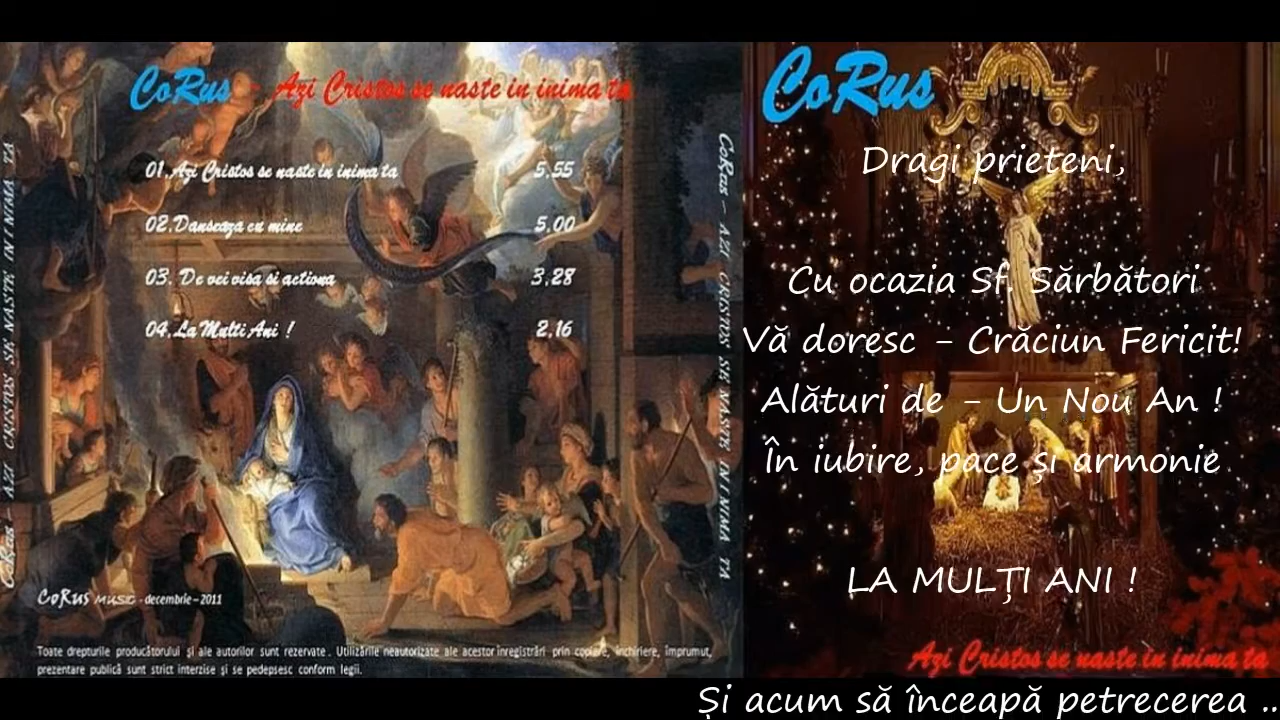 CoRus - Azi Cristos se naste in inima ta
01. Azi Cristos se naste in inima ta 5.55
02. Danseaza cu mine 5.00
03. De vei visa si actiona 3,28
04. La Multi Ani ! 2,16
CoRus - AZI CRISTOS SE NASTE IN INIMA TA
CoRus - AZI CRISTOS SE NASTE IN INIMA TA
CoRus MUSIC - decembrie - 2011
Toate drepturile producătorului și ale autorilor sunt rezervate . Utilizările neautorizate ale acestor înregistrări prin copiere, închiriere, împrumut,
prezentare publică sunt strict interzise și se pedepsesc conform legii.
CoRus
Dragi prieteni,
Cu ocazia Sf. Sărbători
Vă doresc - Crăciun Fericit!
Alături de - Un Nou An !
În iubire, pace și armonie
LA MULȚI ANI !
Azi Cristos se naste in inima ta
Și acum să înceapă petrecerea ..